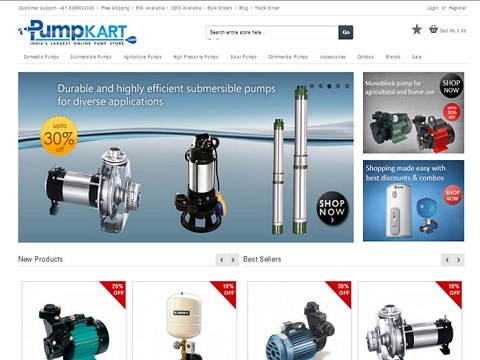 Customer Support- +91 | Free Shipping | EMI Available | COD Available | Bulk Orders | Blog | Track Order
Login or Register
PumpKART
.com
INDIA'S LARGEST ONLINE PUMP STORE
Search entire store here...
Go
Cart Rs 0.00
Domestic Pumps Submersible Pumps Agriculture Pumps High Pressure Pumps Solar Pumps Commercial Pumps Accessories Combos Brands Sale
Durable and highly efficient submersible pumps
for diverse applications
upto
30%
off
SHOP
NOW
Monoblock pump for
agricultural and home use
SHOP
NOW
upto
30%
OFF
Shopping made easy with
best discounts & combos
SHOP
NOW
New Products
Best Sellers
20%
OFF
10%
OFF
20%
OFF
10%
OFF